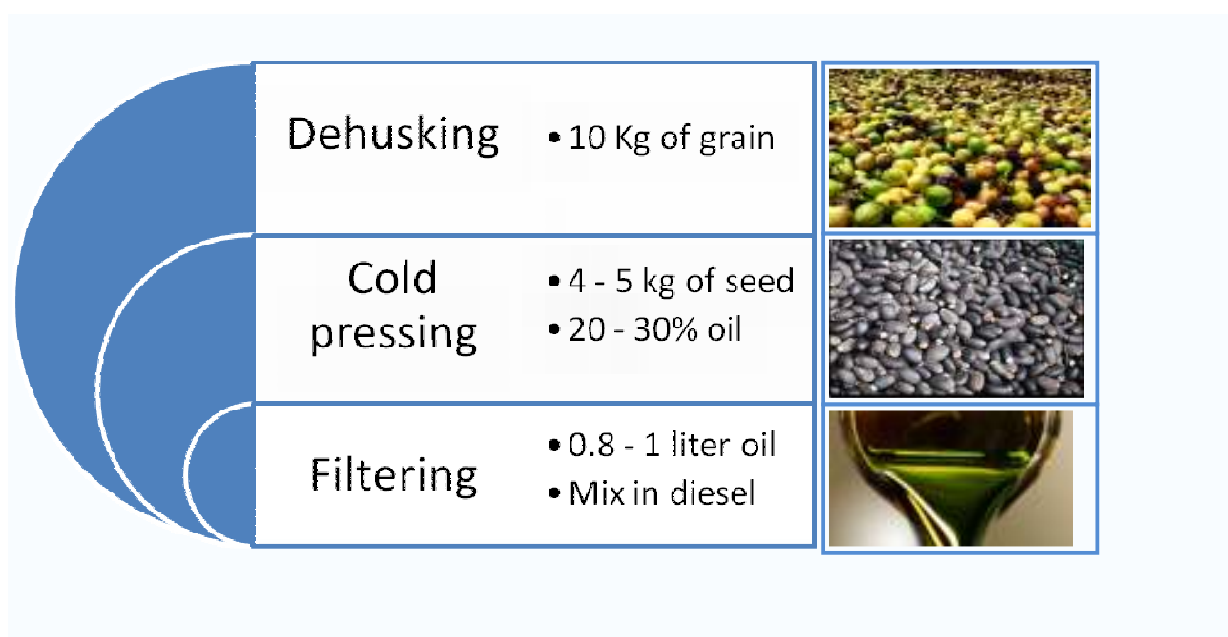 Dehusking
• 10 Kg of grain
Cold
pressing
• 4 - 5 kg of seed
• 20 - 30% oil
Filtering
• 0.8 - 1 liter oil
• Mix in diesel